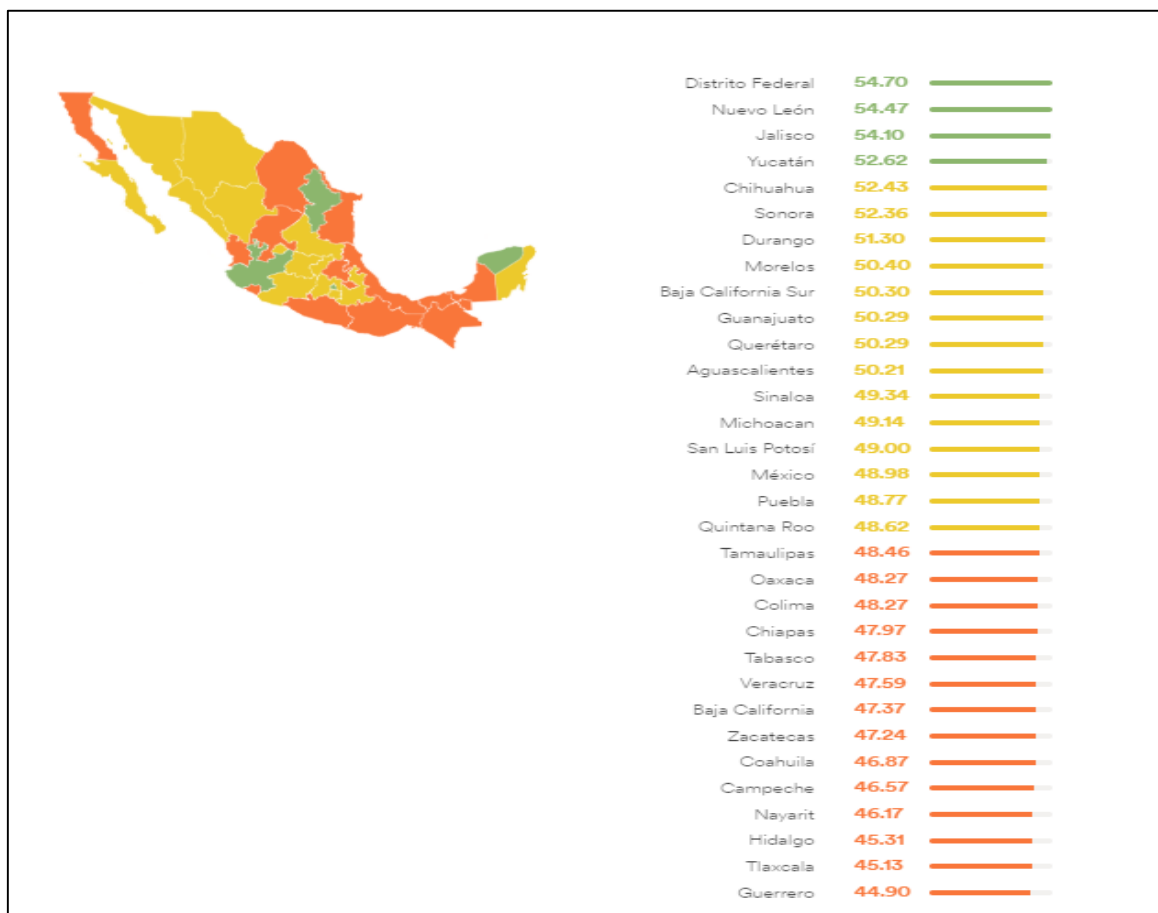 Distrito Federal 54.70
Nuevo León 54.47
Jalisco 54.10
Yucatán 52.62
Chihuahua 52.43
Sonora 52.36
Durango 51.30
Morelos 50.40
Baja California Sur 50.30
Guanajuato 50.29
Querétaro 50.29
Aguascalientes 50.21
Sinaloa 49.34
Michoacan 49.14
San Luis Potosí 49.00
México 48.98
Puebla 48.77
Quintana Roo 48.62
Tamaulipas 48.46
Oaxaca 48.27
Colima 48.27
Chiapas 47.97
Tabasco 47.83
Veracruz 47.59
Baja California 47.37
Zacatecas 47.24
Coahuila 46.87
Campeche 46.57
Nayarit 46.17
Hidalgo 45.31
Tlaxcala 45.13
Guerrero 44.90